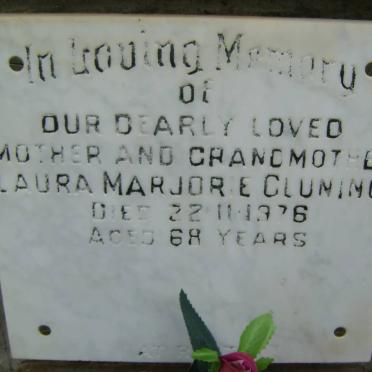 In Loving Memory
OF
OUR DEARLY LOVED
MOTHER AND GRANDMOTHE
LAURA MARJORIE CLUNING
DIED 22·11·1976
AGED 68 YEARS